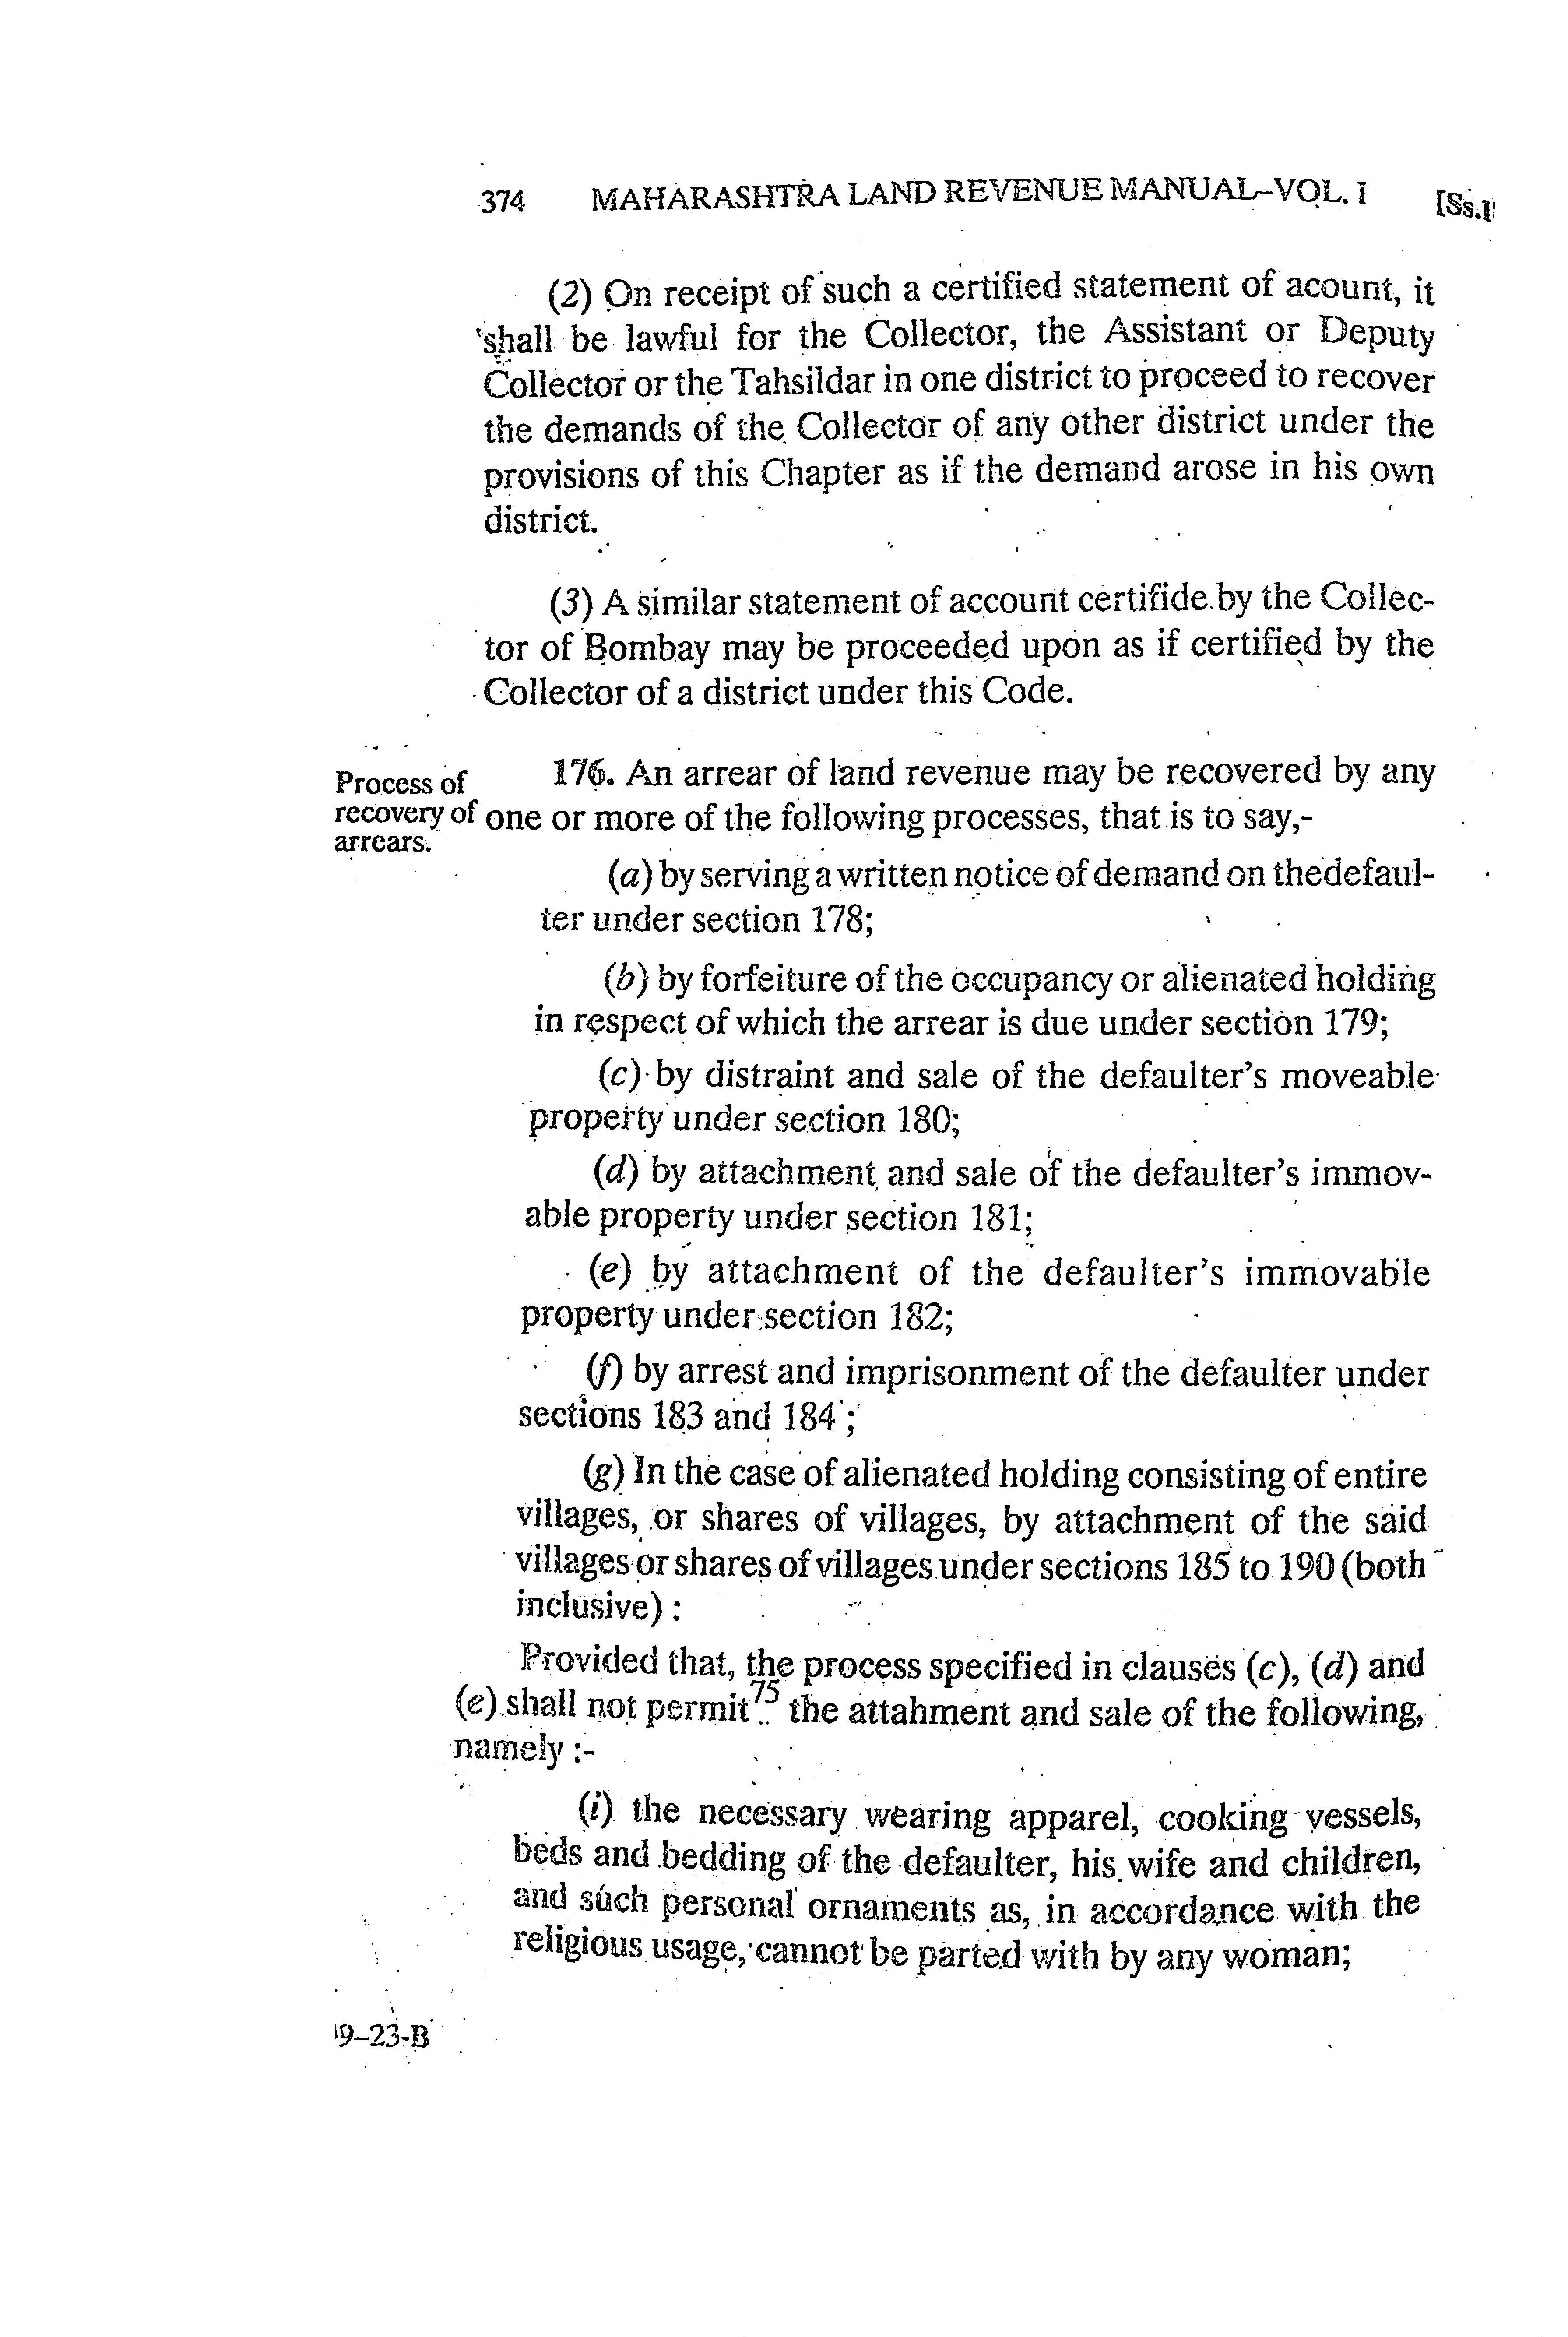 374 MAHARASHTRA LAND REVENUE MANUAL–VOL. I [Ss.1
(2) On receipt of such a certified statement of acount, it
shall be lawful for the Collector, the Assistant or Deputy
Collector or the Tahsildar in one district to proceed to recover
the demands of the Collector of any other district under the
provisions of this Chapter as if the demand arose in his own
district.
(3) A similar statement of account certifide by the Collec-
tor of Bombay may be proceeded upon as if certified by the
Collector of a district under this Code.
Process of
recovery of
arrears.
176. An arrear of land revenue may be recovered by any
one or more of the following processes, that is to say,-
(a) by serving a written notice of demand on thedefaul-
ter under section 178;
(b) by forfeiture of the occupancy or alienated holding
in respect of which the arrear is due under section 179;
(c) by distraint and sale of the defaulter's moveable
property under section 180;
(d) by attachment and sale of the defaulter's immov-
able property under section 181;
(e) by attachment of the defaulter's immovable
property under section 182;
(f) by arrest and imprisonment of the defaulter under
sections 183 and 184 ;
(g) In the case of alienated holding consisting of entire
villages, or shares of villages, by attachment of the said
villages or shares of villages under sections 185 to 190 (both
inclusive) :
Provided that, the process specified in clauses (c), (d) and
(e) shall not permit 75 the attahment and sale of the following,
namely :-
(i) the necessary wearing apparel, cooking vessels,
beds and bedding of the defaulter, his wife and children,
and such personal ornaments as, in accordance with the
religious usage, cannot be parted with by any woman;
9–23-B